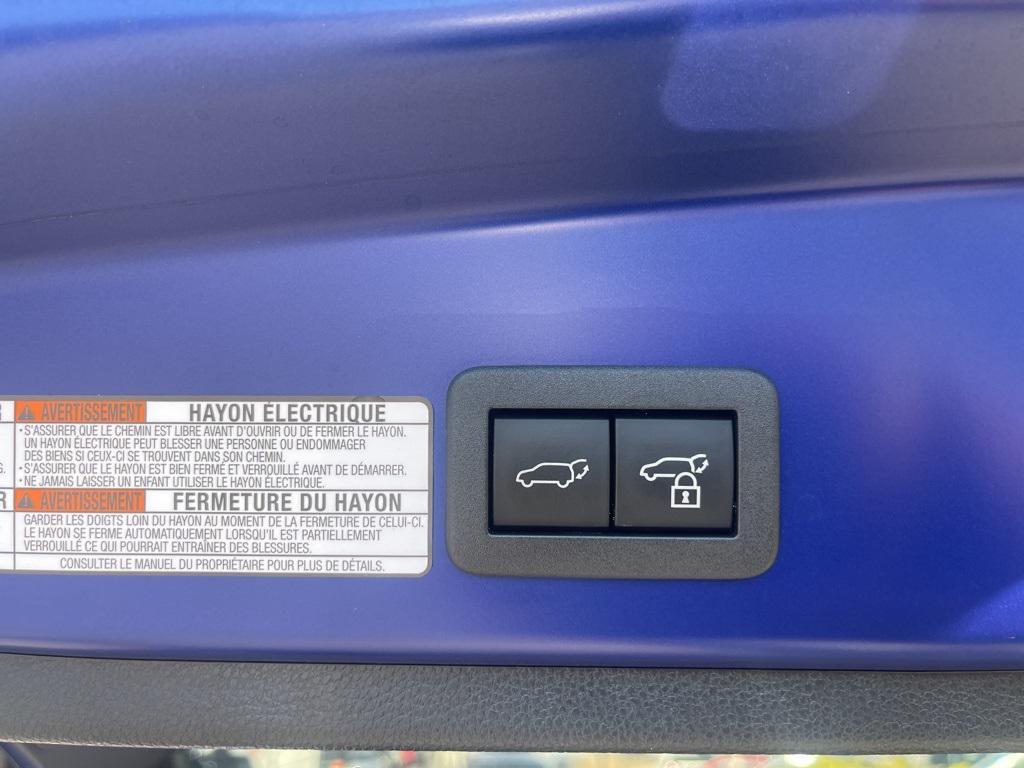 R
AVERTISSEMENT HAYON ÉLECTRIQUE
• S'ASSURER QUE LE CHEMIN EST LIBRE AVANT D'OUVRIR OU DE FERMER LE HAYON.
UN HAYON ÉLECTRIQUE PEUT BLESSER UNE PERSONNE OU ENDOMMAGER
DES BIENS SI CEUX-CI SE TROUVENT DANS SON CHEMIN.
G. • S'ASSURER QUE LE HAYON EST BIEN FERMÉ ET VERROUILLÉ AVANT DE DÉMARRER.
• NE JAMAIS LAISSER UN ENFANT UTILISER LE HAYON ÉLECTRIQUE.
R
AVERTISSEMENT FERMETURE DU HAYON
GARDER LES DOIGTS LOIN DU HAYON AU MOMENT DE LA FERMETURE DE CELUI-CI.
LE HAYON SE FERME AUTOMATIQUEMENT LORSQU'IL EST PARTIELLEMENT
VERROUILLÉ CE QUI POURRAIT ENTRAÎNER DES BLESSURES.
CONSULTER LE MANUEL DU PROPRIÉTAIRE POUR PLUS DE DÉTAILS.